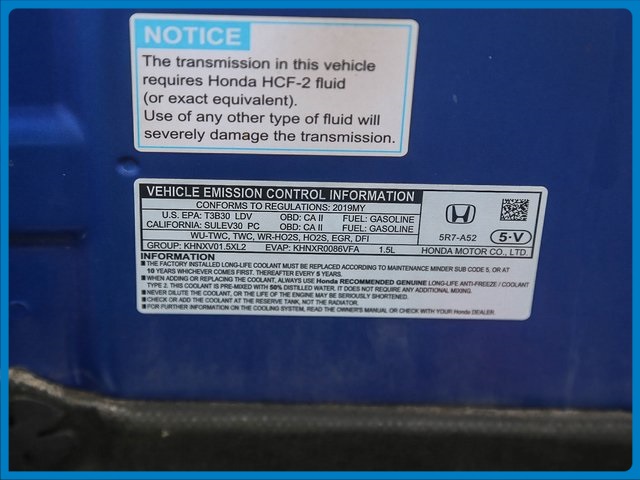 NOTICE
The transmission in this vehicle
requires Honda HCF-2 fluid
(or exact equivalent).
Use of any other type of fluid will
severely damage the transmission.
VEHICLE EMISSION CONTROL INFORMATION
CONFORMS TO REGULATIONS: 2019MY
U.S. EPA: T3B30 LDV OBD: CA II FUEL: GASOLINE
CALIFORNIA: SULEV30 PC OBD: CA II FUEL: GASOLINE
WU-TWC, TWC, WR-HO2S, HO2S, EGR, DFI
GROUP: KHNXV01.5XL2 EVAP: KHNXR0086VFA 1.5L
5R7-A52 5-V
HONDA MOTOR CO., LTD.
INFORMATION
■THE FACTORY INSTALLED LONG-LIFE COOLANT MUST BE REPLACED ACCORDING TO MAINTENANCE MINDER SUB CODE 5, OR AT
10 YEARS WHICHEVER COMES FIRST. THEREAFTER EVERY 5 YEARS.
■WHEN ADDING OR REPLACING THE COOLANT, ALWAYS USE Honda RECOMMENDED GENUINE LONG-LIFE ANTI-FREEZE / COOLANT
TYPE 2. THIS COOLANT IS PRE-MIXED WITH 50% DISTILLED WATER. IT DOES NOT REQUIRE ANY ADDITIONAL MIXING.
■NEVER DILUTE THE COOLANT, OR THE LIFE OF THE ENGINE MAY BE SERIOUSLY SHORTENED.
■CHECK OR ADD THE COOLANT AT THE RESERVE TANK, NOT THE RADIATOR.
■FOR FURTHER INFORMATION ON THE COOLING SYSTEM, READ THE OWNER'S MANUAL OR CHECK WITH YOUR Honda DEALER.